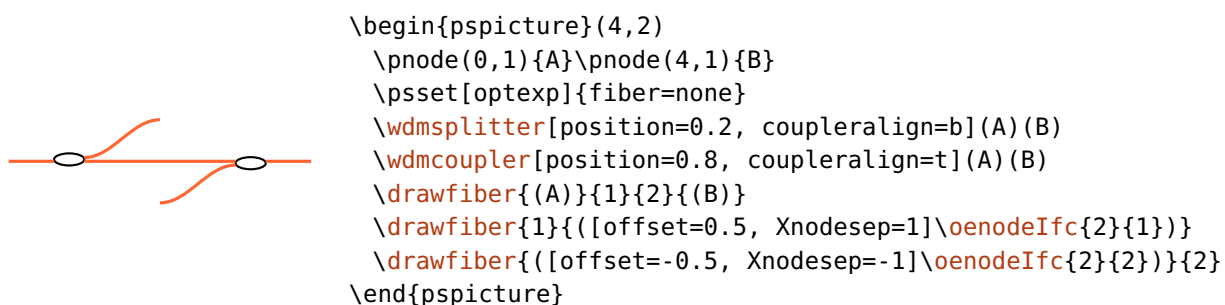 \begin{pspicture}(4,2)
\pnode(0,1){A}\pnode(4,1){B}
\psset[optexp]{fiber=none}
\wdmsplitter[position=0.2, coupleralign=b](A)(B)
\wdmcoupler[position=0.8, coupleralign=t](A)(B)
\drawfiber{(A)}{1}{2}{(B)}
\drawfiber{1}{([offset=0.5, Xnodesep=1]\oenodeIfc{2}{1})}
\drawfiber{([offset=-0.5, Xnodesep=-1]\oenodeIfc{2}{2})}{2}
\end{pspicture}